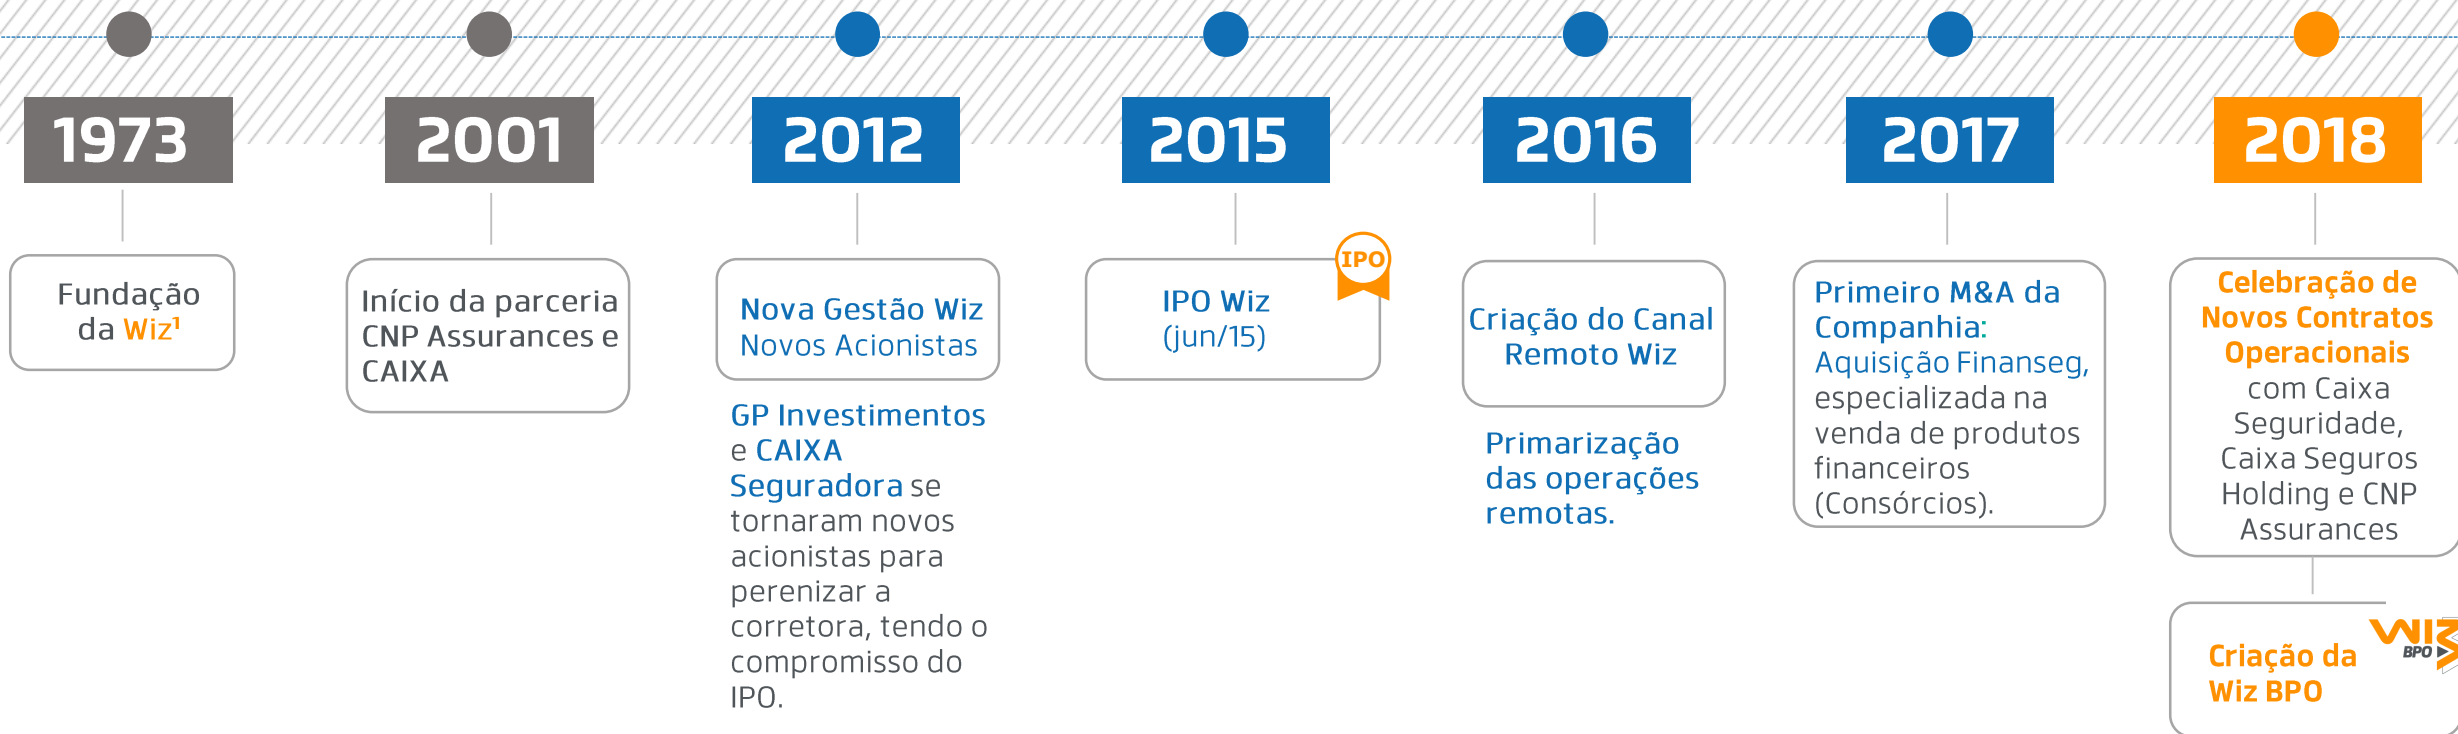 1973
Fundação
da Wiz¹
2001
Início da parceria
CNP Assurances e
CAIXA
2012
Nova Gestão Wiz
Novos Acionistas
GP Investimentos
e CAIXA
Seguradora se
tornaram novos
acionistas para
perenizar a
corretora, tendo o
compromisso do
IPO.
2015
IPO
IPO Wiz
(jun/15)
2016
Criação do Canal
Remoto Wiz
Primarização
das operações
remotas.
2017
Primeiro M&A da
Companhia:
Aquisição Finanseg,
especializada na
venda de produtos
financeiros
(Consórcios).
2018
Celebração de
Novos Contratos
Operacionais
com Caixa
Seguridade,
Caixa Seguros
Holding e CNP
Assurances
WIZ
BPO
Criação da
Wiz BPO